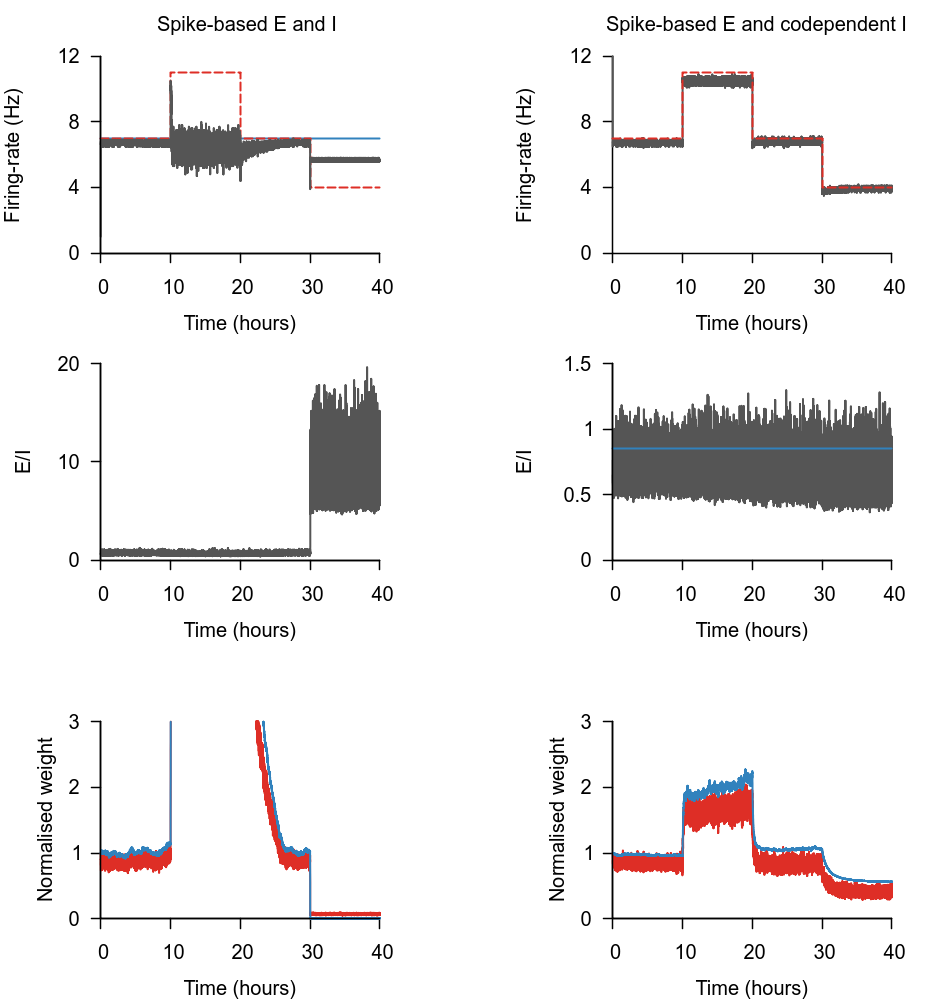 Spike-based E and I
Spike-based E and codependent I
Firing-rate (Hz)
12
8
4
0
0 10 20 30 40
Time (hours)
Firing-rate (Hz)
12
8
4
0
0 10 20 30 40
Time (hours)
E/I
20
10
0
0 10 20 30 40
Time (hours)
E/I
1.5
1
0.5
0
0 10 20 30 40
Time (hours)
Normalised weight
3
2
1
0
0 10 20 30 40
Time (hours)
Normalised weight
3
2
1
0
0 10 20 30 40
Time (hours)